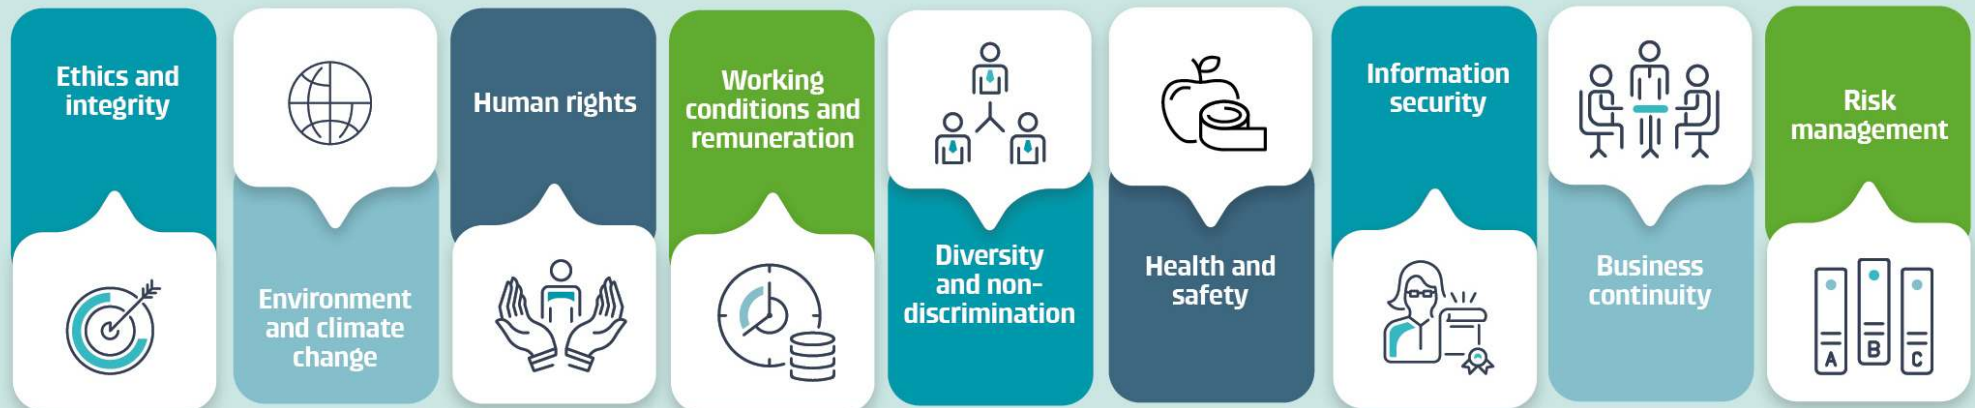 Ethics and
integrity
Environment
and climate
change
Human rights
Working
conditions and
remuneration
Diversity
and non-
discrimination
Health and
safety
Information
security
Business
continuity
Risk
management
A
B
C